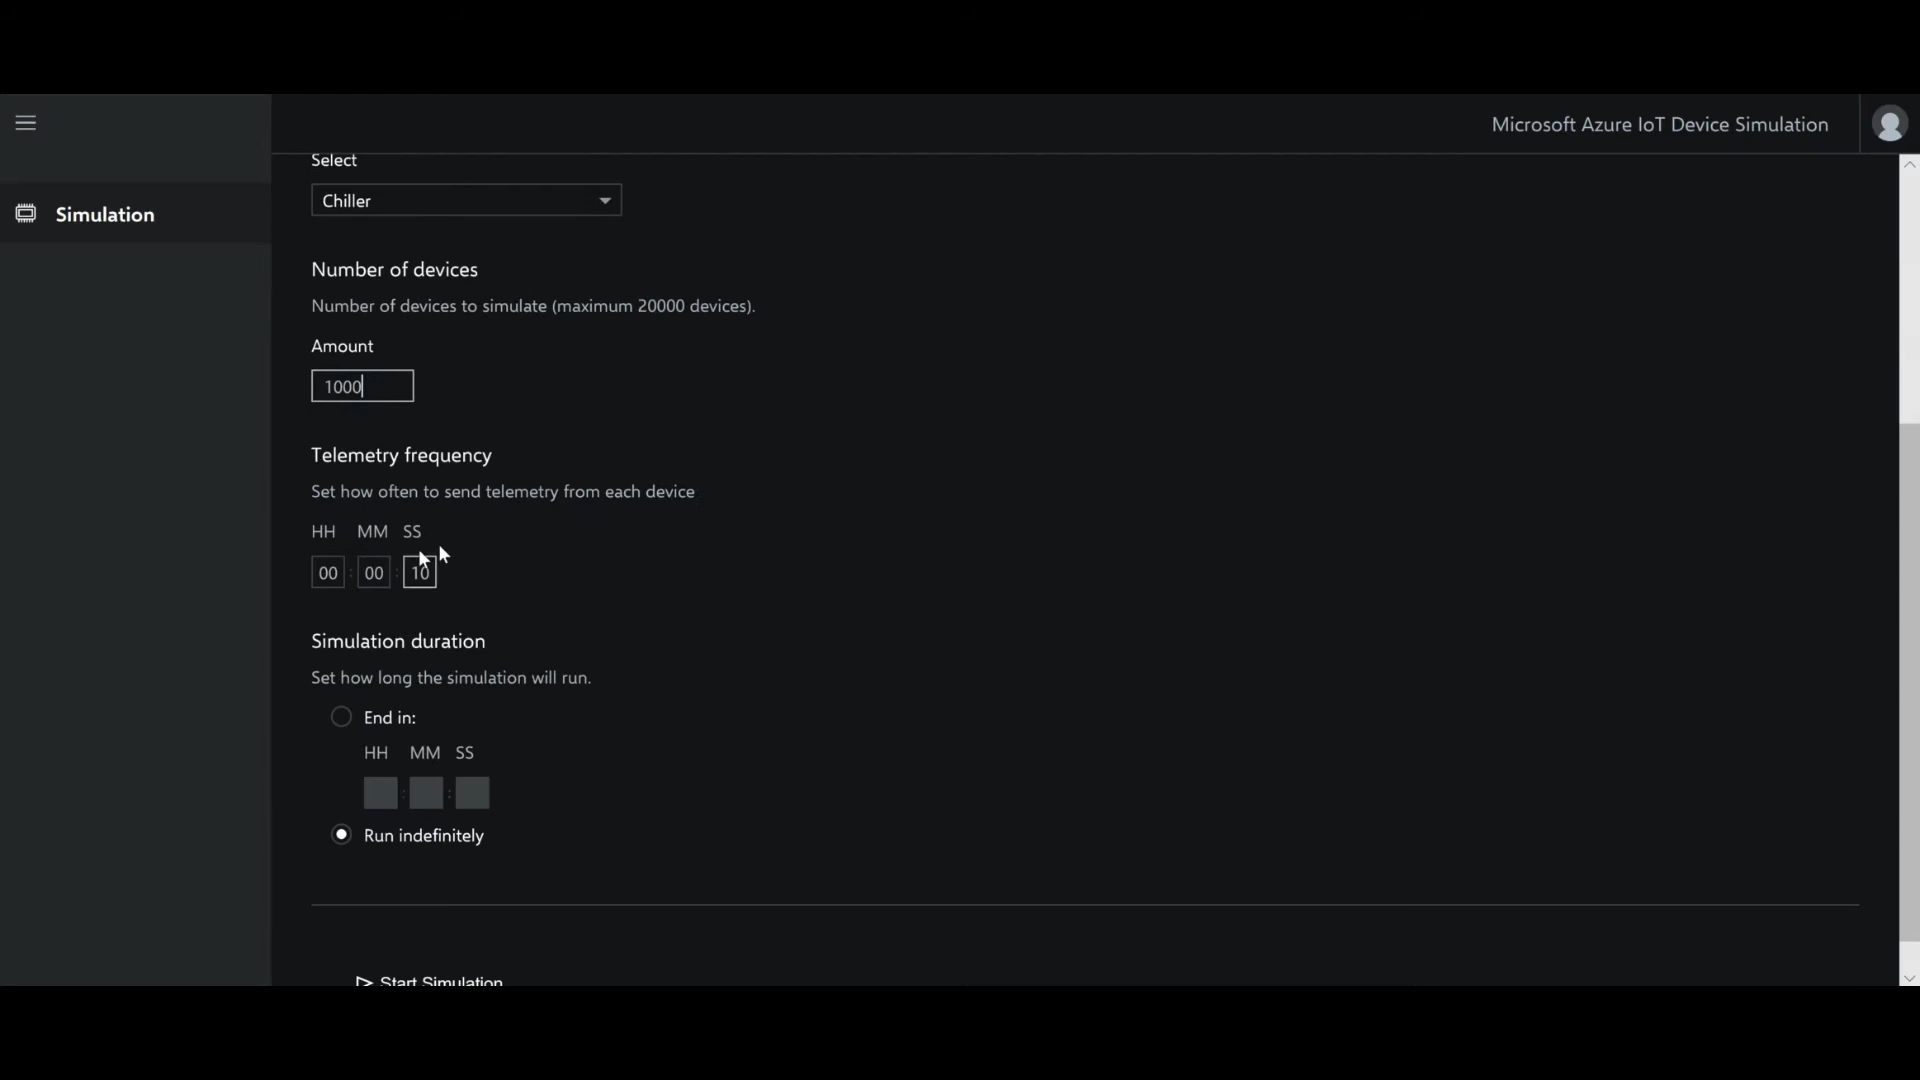 Microsoft Azure IoT Device Simulation
Simulation
Select
Chiller
Number of devices
Number of devices to simulate (maximum 20000 devices).
Amount
1000
Telemetry frequency
Set how often to send telemetry from each device
HH MM SS
00 : 00 : 10
Simulation duration
Set how long the simulation will run.
End in:
HH MM SS
: :
Run indefinitely
Start Simulation